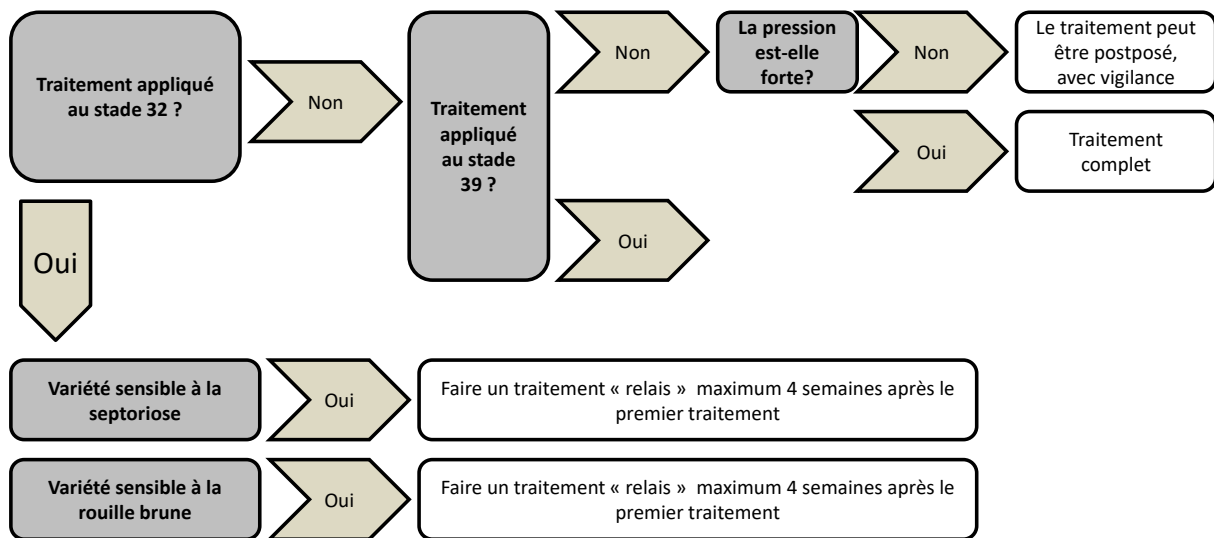 Traitement appliqué
au stade 32 ?
Non
Traitement
appliqué
au stade
39 ?
Non
La pression
est-elle
forte?
Non
Le traitement peut
être postposé,
avec vigilance
Oui
Traitement
complet
Oui
Oui
Variété sensible à la
septoriose
Oui
Faire un traitement « relais »  maximum 4 semaines après le
premier traitement
Variété sensible à la
rouille brune
Oui
Faire un traitement « relais »  maximum 4 semaines après le
premier traitement